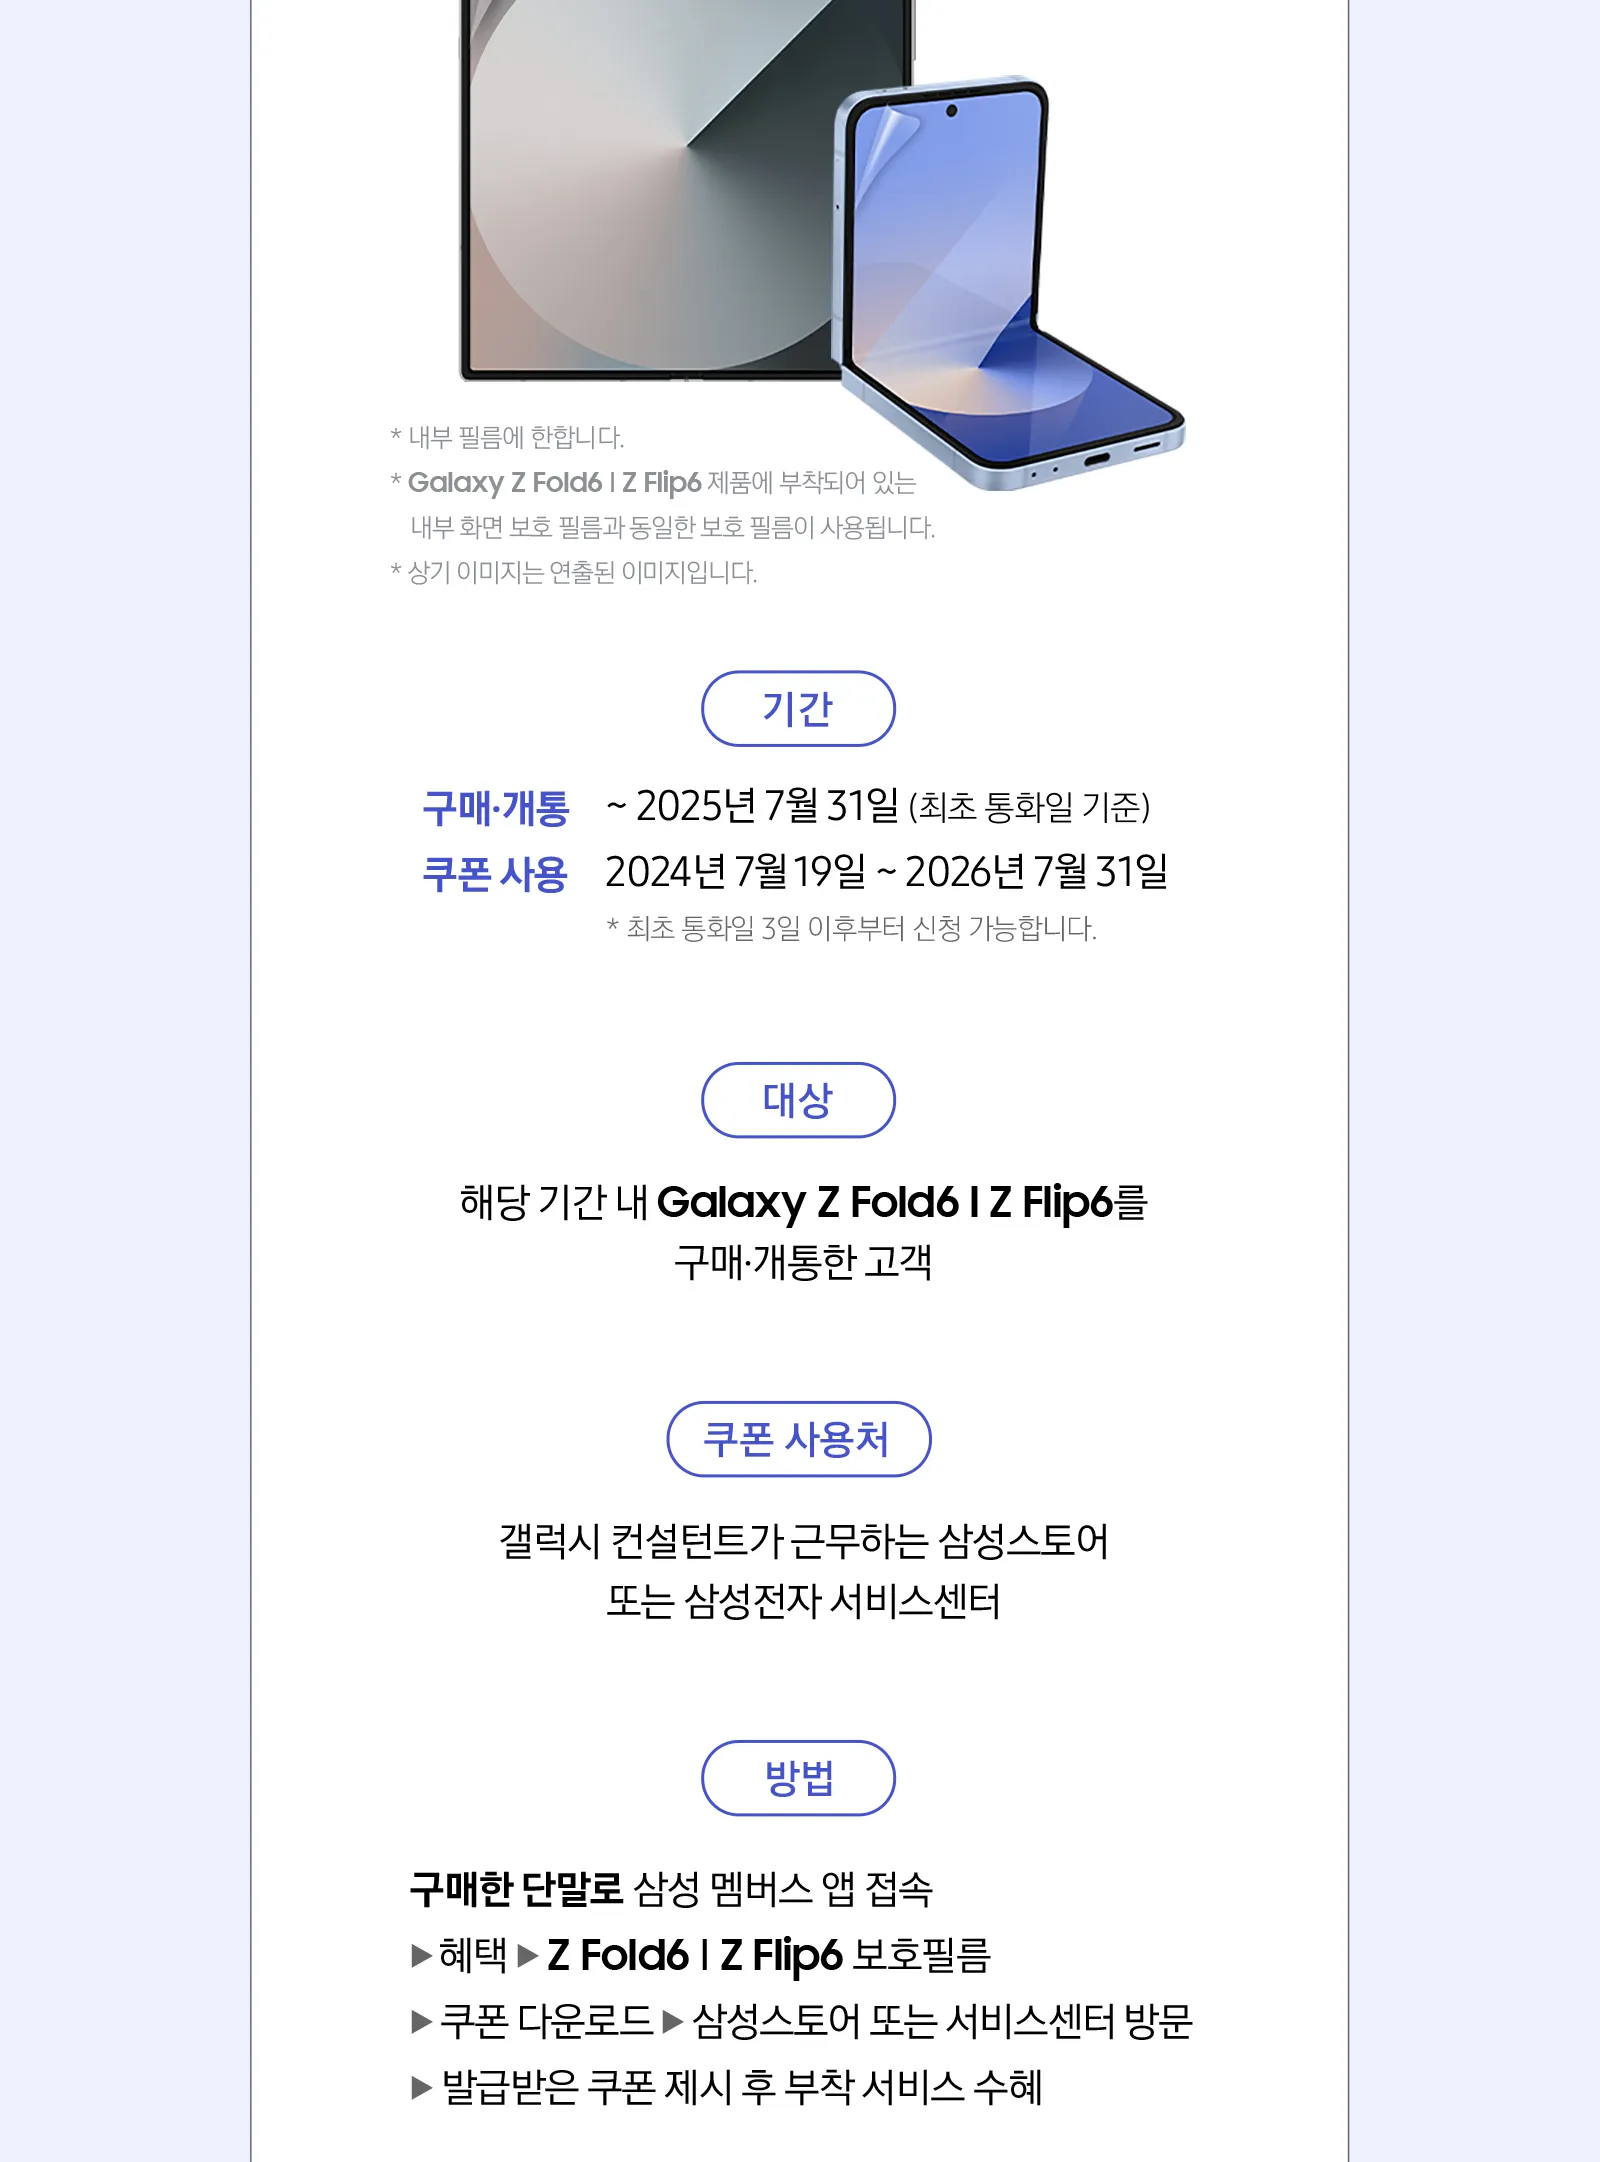 * 내부 필름에 한합니다.
* Galaxy Z Fold6 I Z Flip6 제품에 부착되어 있는
내부 화면 보호 필름과 동일한 보호 필름이 사용됩니다.
* 상기 이미지는 연출된 이미지입니다.
기간
구매·개통 ~ 2025년 7월 31일 (최초 통화일 기준)
쿠폰 사용 2024년 7월 19일 ~ 2026년 7월 31일
* 최초 통화일 3일 이후부터 신청 가능합니다.
대상
해당 기간 내 Galaxy Z Fold6 I Z Flip6를
구매·개통한 고객
쿠폰 사용처
갤럭시 컨설턴트가 근무하는 삼성스토어
또는 삼성전자 서비스센터
방법
구매한 단말로 삼성 멤버스 앱 접속
▶ 혜택 ▶ Z Fold6 I Z Flip6 보호필름
▶ 쿠폰 다운로드 ▶ 삼성스토어 또는 서비스센터 방문
▶ 발급받은 쿠폰 제시 후 부착 서비스 수혜